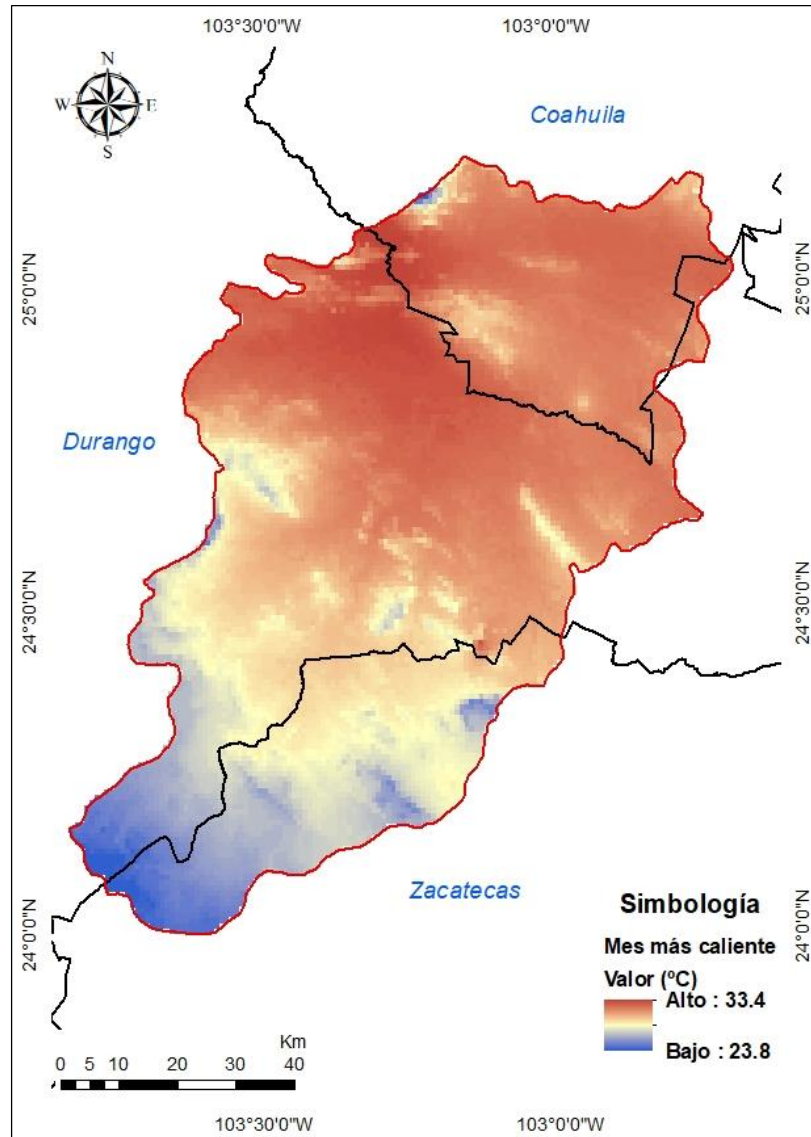 103°30'0"W 103°0'0"W
N
W E
S
Coahuila
25°0'0"N 25°0'0"N
Durango
24°30'0"N 24°30'0"N
Zacatecas
24°0'0"N 24°0'0"N
Simbología
Mes más caliente
Valor (ºC)
Alto : 33.4
Bajo : 23.8
Km
0 5 10 20 30 40
103°30'0"W 103°0'0"W